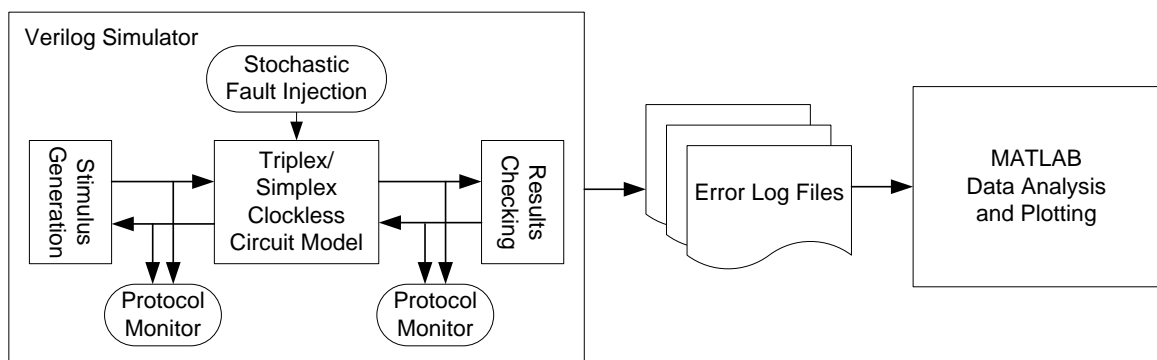 Verilog Simulator
Stochastic
Fault Injection
Stimulus
Generation
Triplex/
Simplex
Clockless
Circuit Model
Results
Checking
Protocol
Monitor
Protocol
Monitor
Error Log Files
MATLAB
Data Analysis
and Plotting